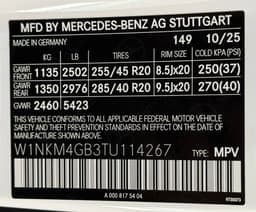 MFD BY MERCEDES-BENZ AG STUTTGART
MADE IN GERMANY 149 10/25
KG LB TIRES RIM SIZE COLD KPA(PSI)
GAWR FRONT 1135 2502 255/45 R20 8.5Jx20 250(37)
GAWR REAR 1350 2976 285/40 R20 9.5Jx20 270(40)
GVWR 2460 5423
THIS VEHICLE CONFORMS TO ALL APPLICABLE FEDERAL MOTOR VEHICLE
SAFETY STANDARDS IN EFFECT ON THE DATE OF MANUFACTURE SHOWN ABOVE
W1NKM4GB3TU114267 TYPE: MPV
A 000 817 54 04